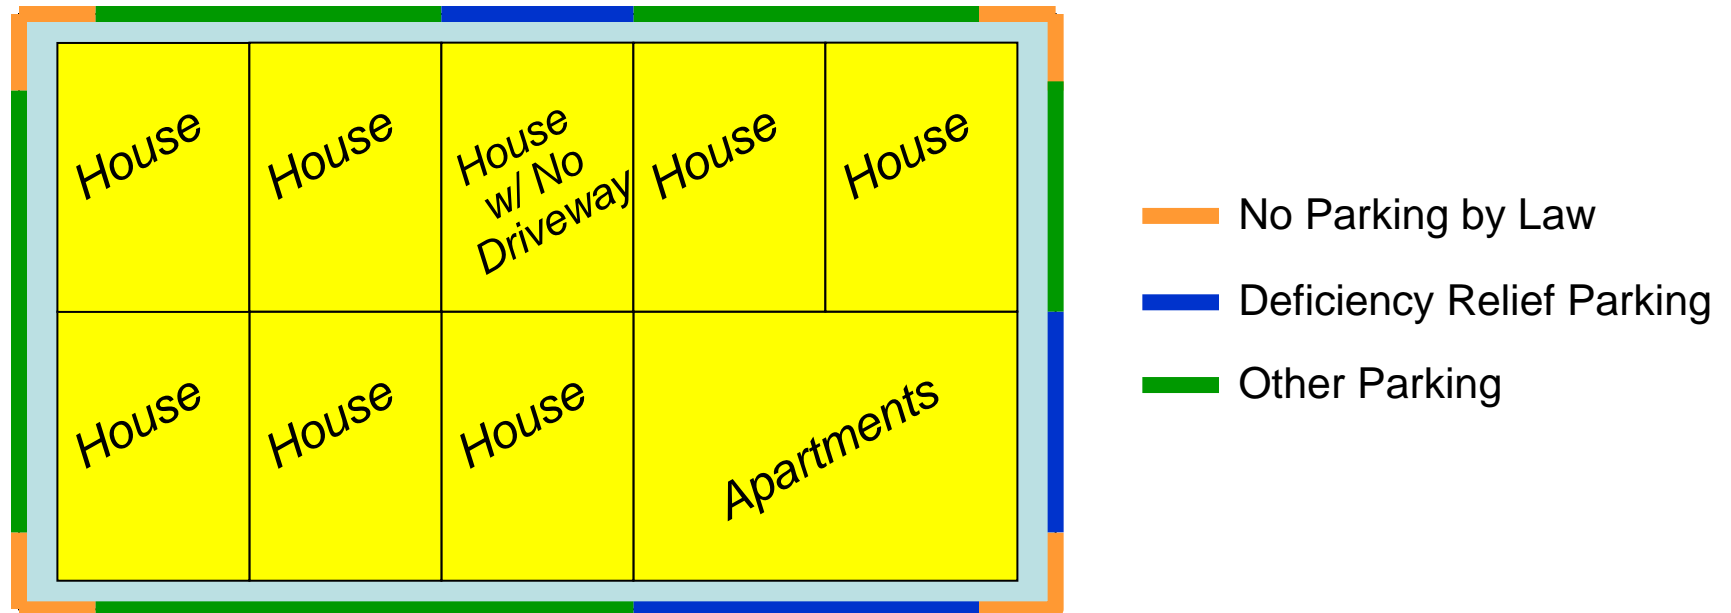 House
House
House
w/ No
Driveway
House
House
House
House
House
Apartments
No Parking by Law
Deficiency Relief Parking
Other Parking